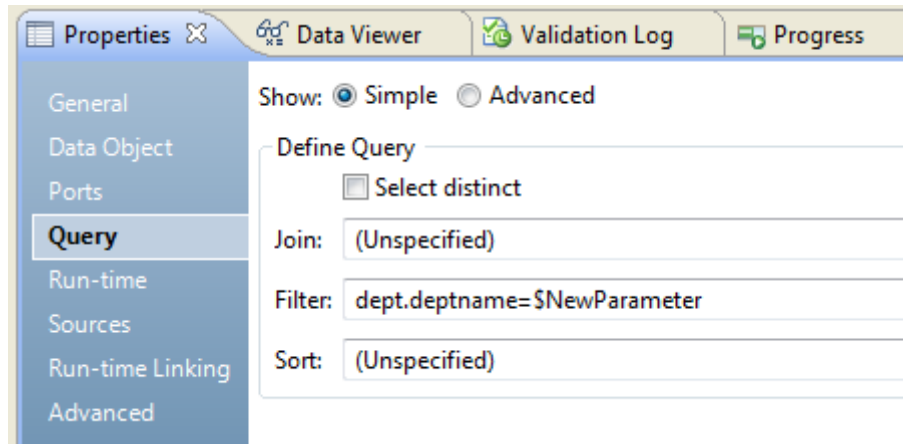 Properties Data Viewer Validation Log Progress
General
Data Object
Ports
Query
Run-time
Sources
Run-time Linking
Advanced
Show: Simple Advanced
Define Query
Select distinct
Join: (Unspecified)
Filter: dept.deptname=$NewParameter
Sort: (Unspecified)